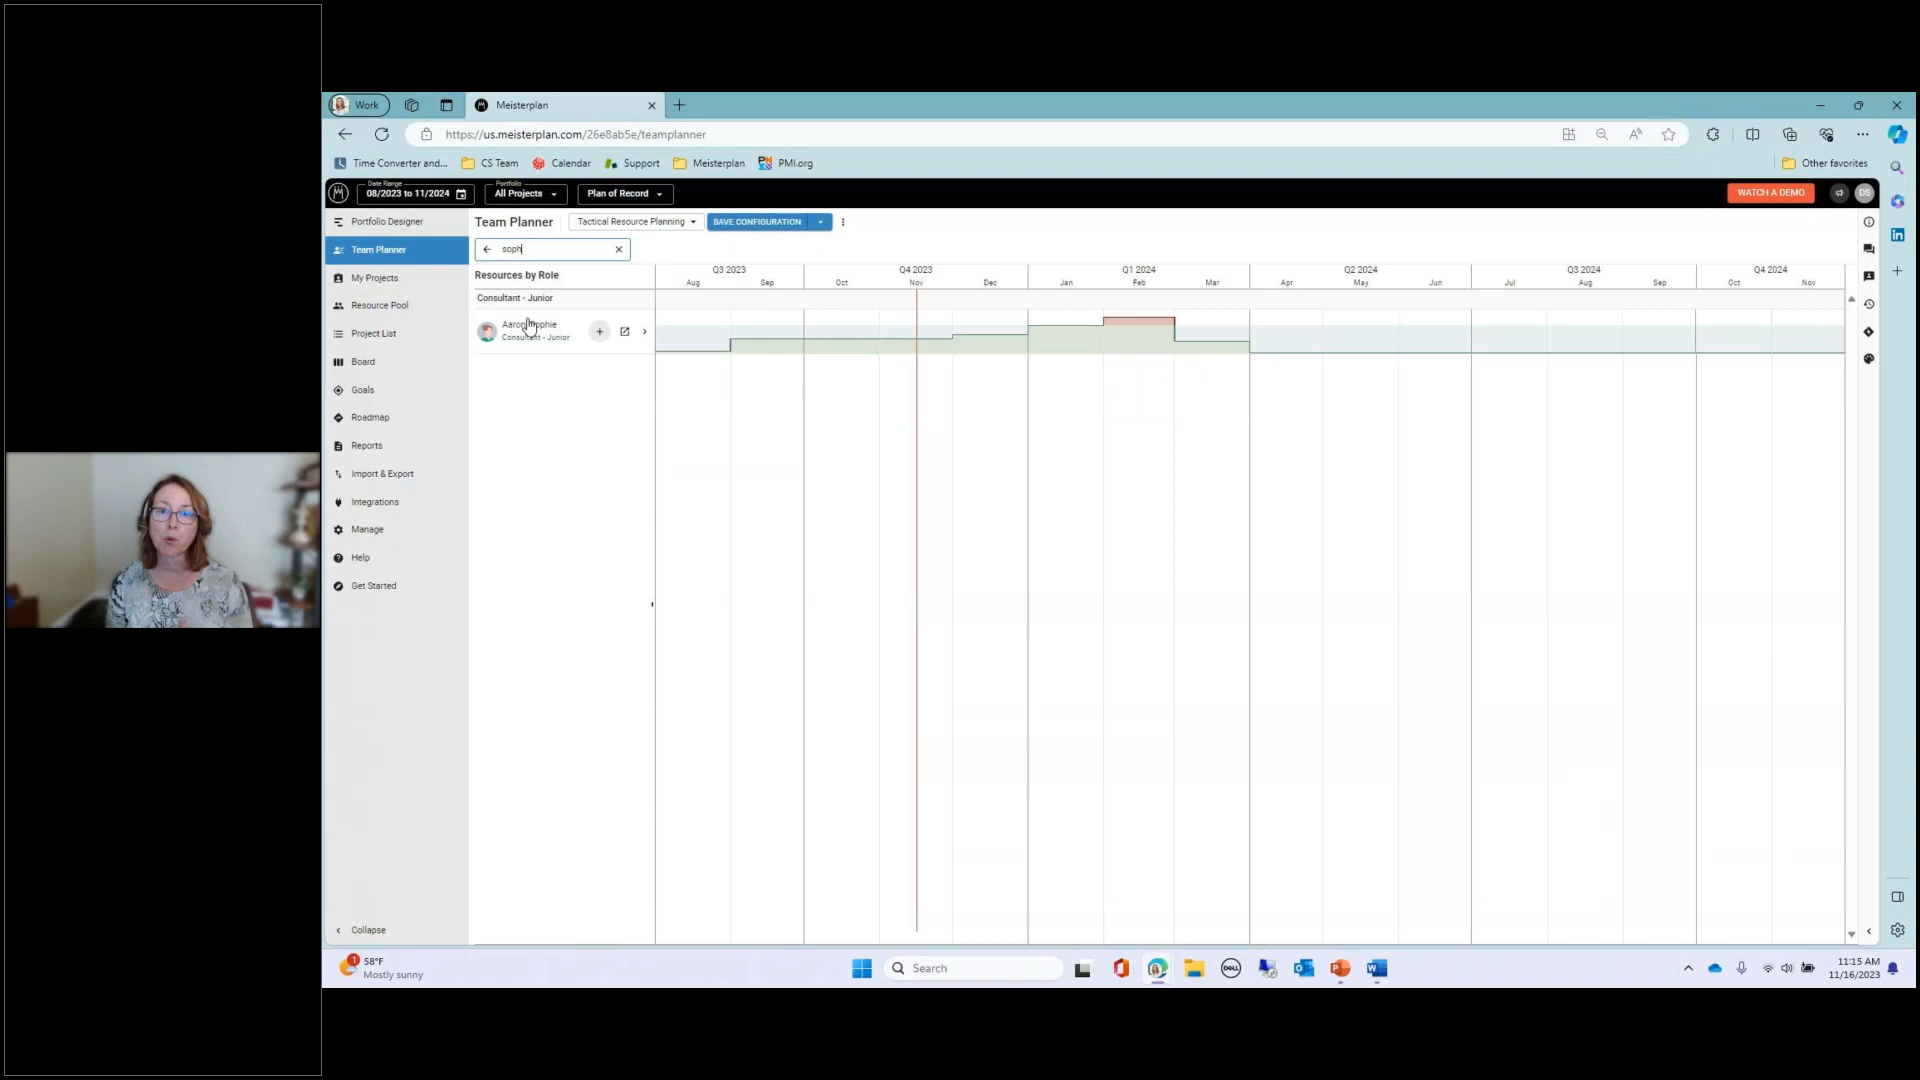 Work
Meisterplan
https://us.meisterplan.com/26e8ab5e/teamplanner
Time Converter and...
CS Team
Calendar
Support
Meisterplan
PMI.org
Other favorites
Date Range
08/2023 to 11/2024
Portfolio
All Projects
Plan of Record
WATCH A DEMO
DS
Portfolio Designer
Team Planner
My Projects
Resource Pool
Project List
Board
Goals
Roadmap
Reports
Import & Export
Integrations
Manage
Help
Get Started
Collapse
Team Planner
Tactical Resource Planning
SAVE CONFIGURATION
soph
Resources by Role
Q3 2023
Q4 2023
Q1 2024
Q2 2024
Q3 2024
Q4 2024
Aug
Sep
Oct
Nov
Dec
Jan
Feb
Mar
Apr
May
Jun
Jul
Aug
Sep
Oct
Nov
Consultant - Junior
Consultant - Junior
1
58°F
Mostly sunny
Search
DELL
11:15 AM
11/16/2023